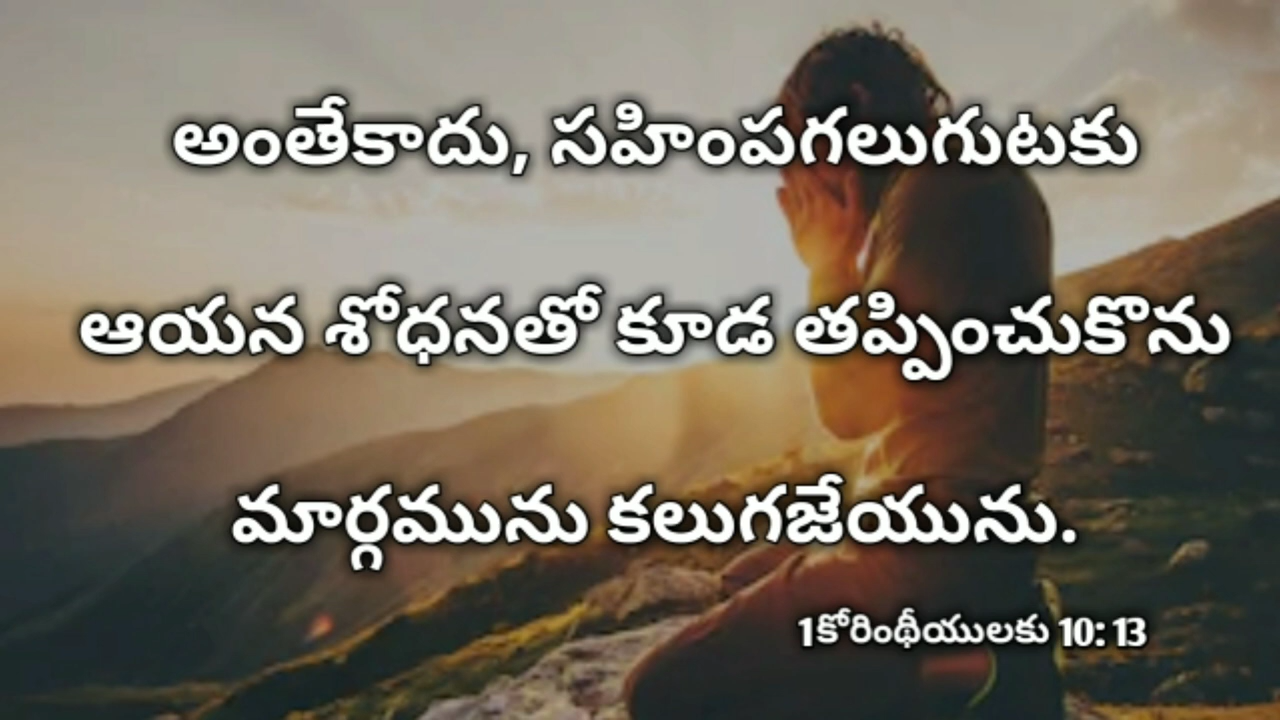 అంతేకాదు, సహింపగలుగుటకు
ఆయన శోధనతో కూడ తప్పించుకొను
మార్గమును కలుగజేయును.
1కోరింథీయులకు 10: 13